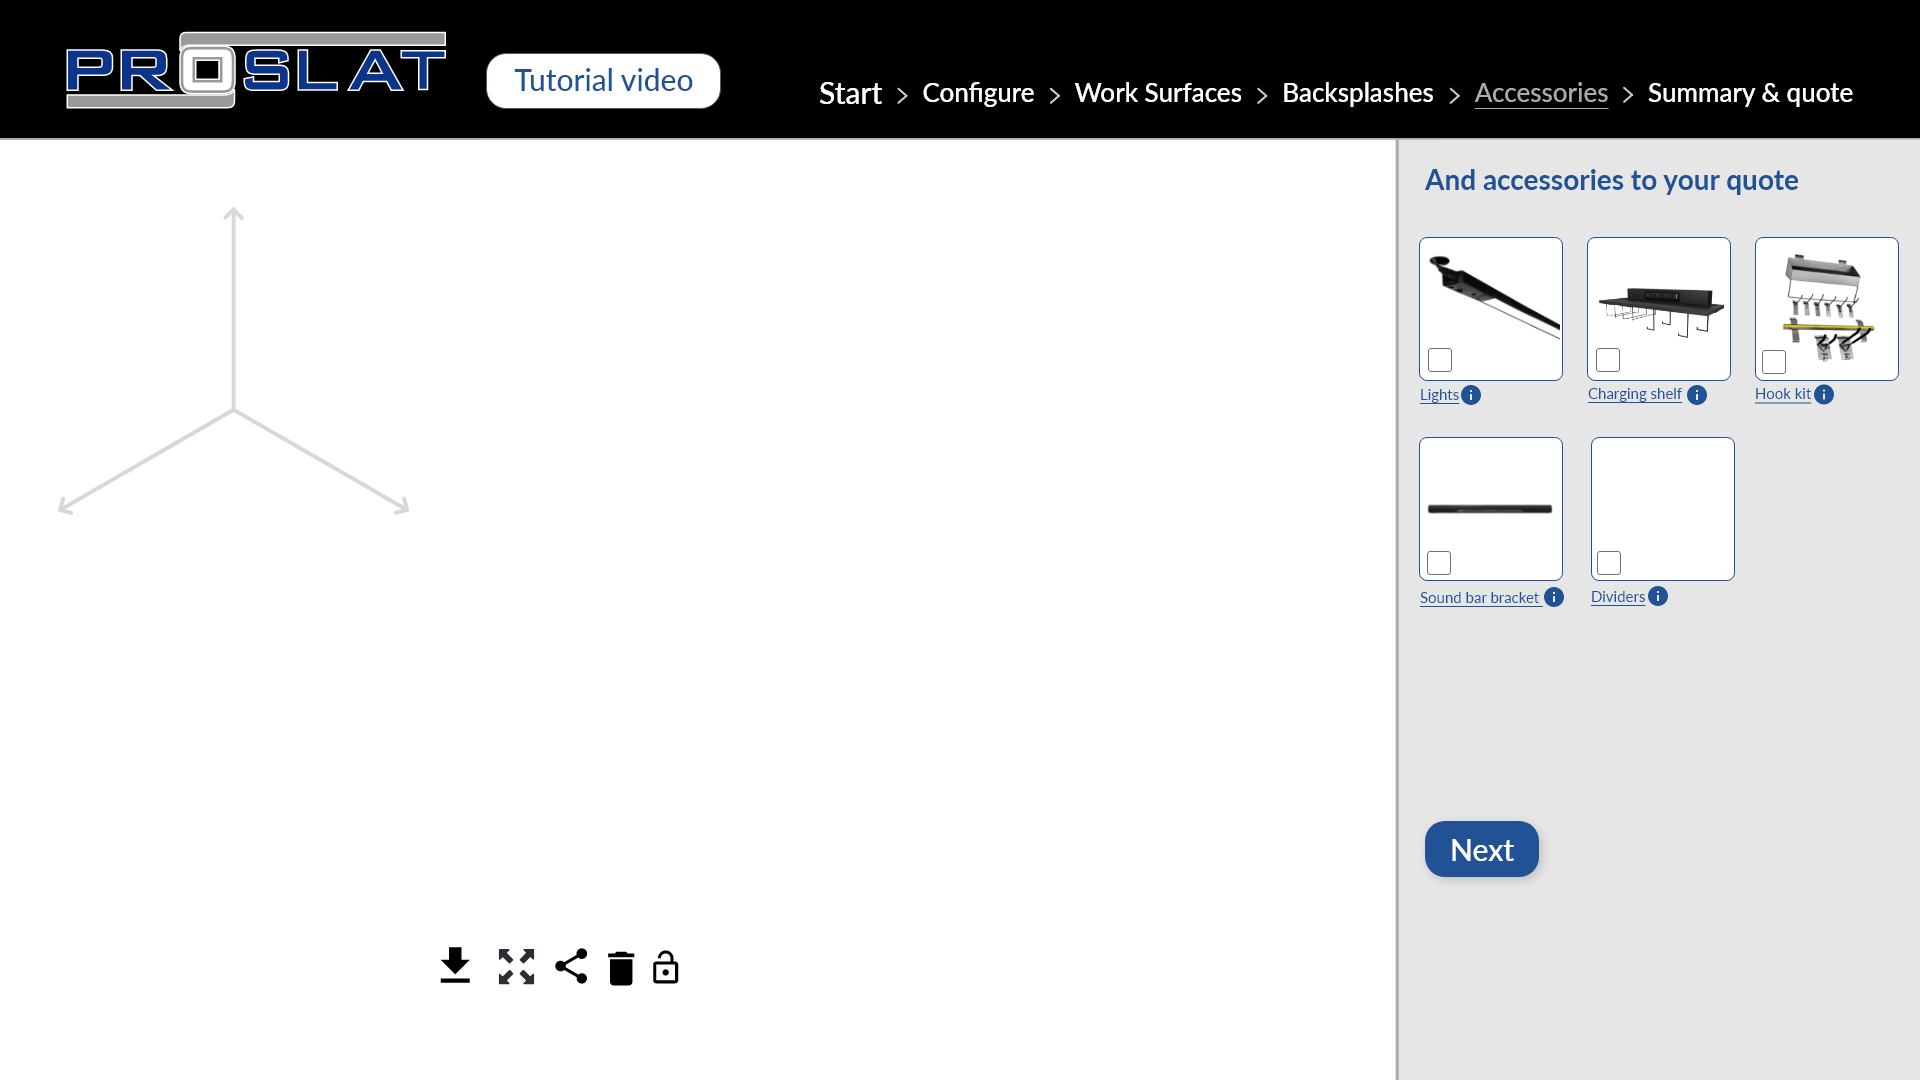 PROSLAT
Tutorial video
Start > Configure > Work Surfaces > Backsplashes > Accessories > Summary & quote
And accessories to your quote
Lights
Charging shelf
Hook kit
Sound bar bracket
Dividers
Next